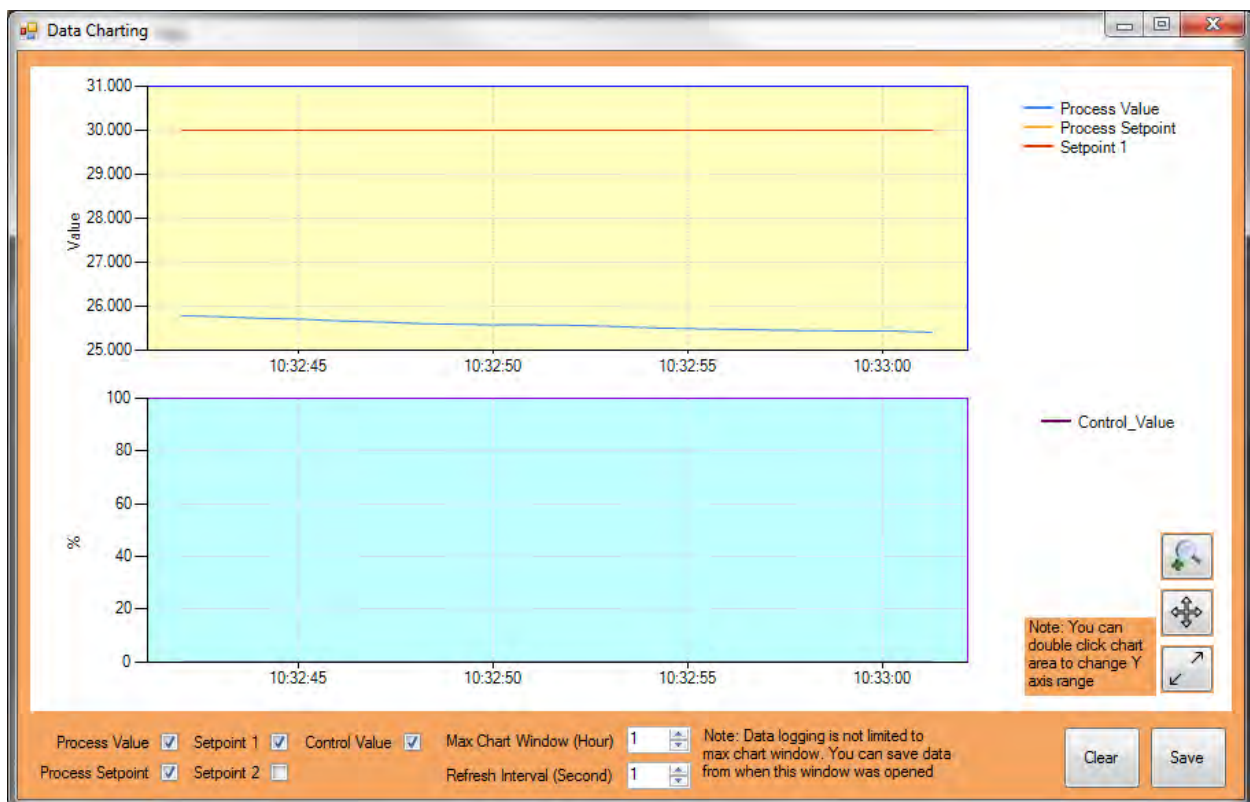 Data Charting
31.000
30.000
29.000
28.000
27.000
26.000
25.000
Value
10:32:45 10:32:50 10:32:55 10:33:00
Process Value
Process Setpoint
Setpoint 1
100
80
60
40
20
0
%
10:32:45 10:32:50 10:32:55 10:33:00
Control_Value
Note: You can
double click chart
area to change Y
axis range
Process Value Setpoint 1 Control Value Max Chart Window (Hour) 1
Process Setpoint Setpoint 2 Refresh Interval (Second) 1
Note: Data logging is not limited to
max chart window. You can save data
from when this window was opened
Clear Save